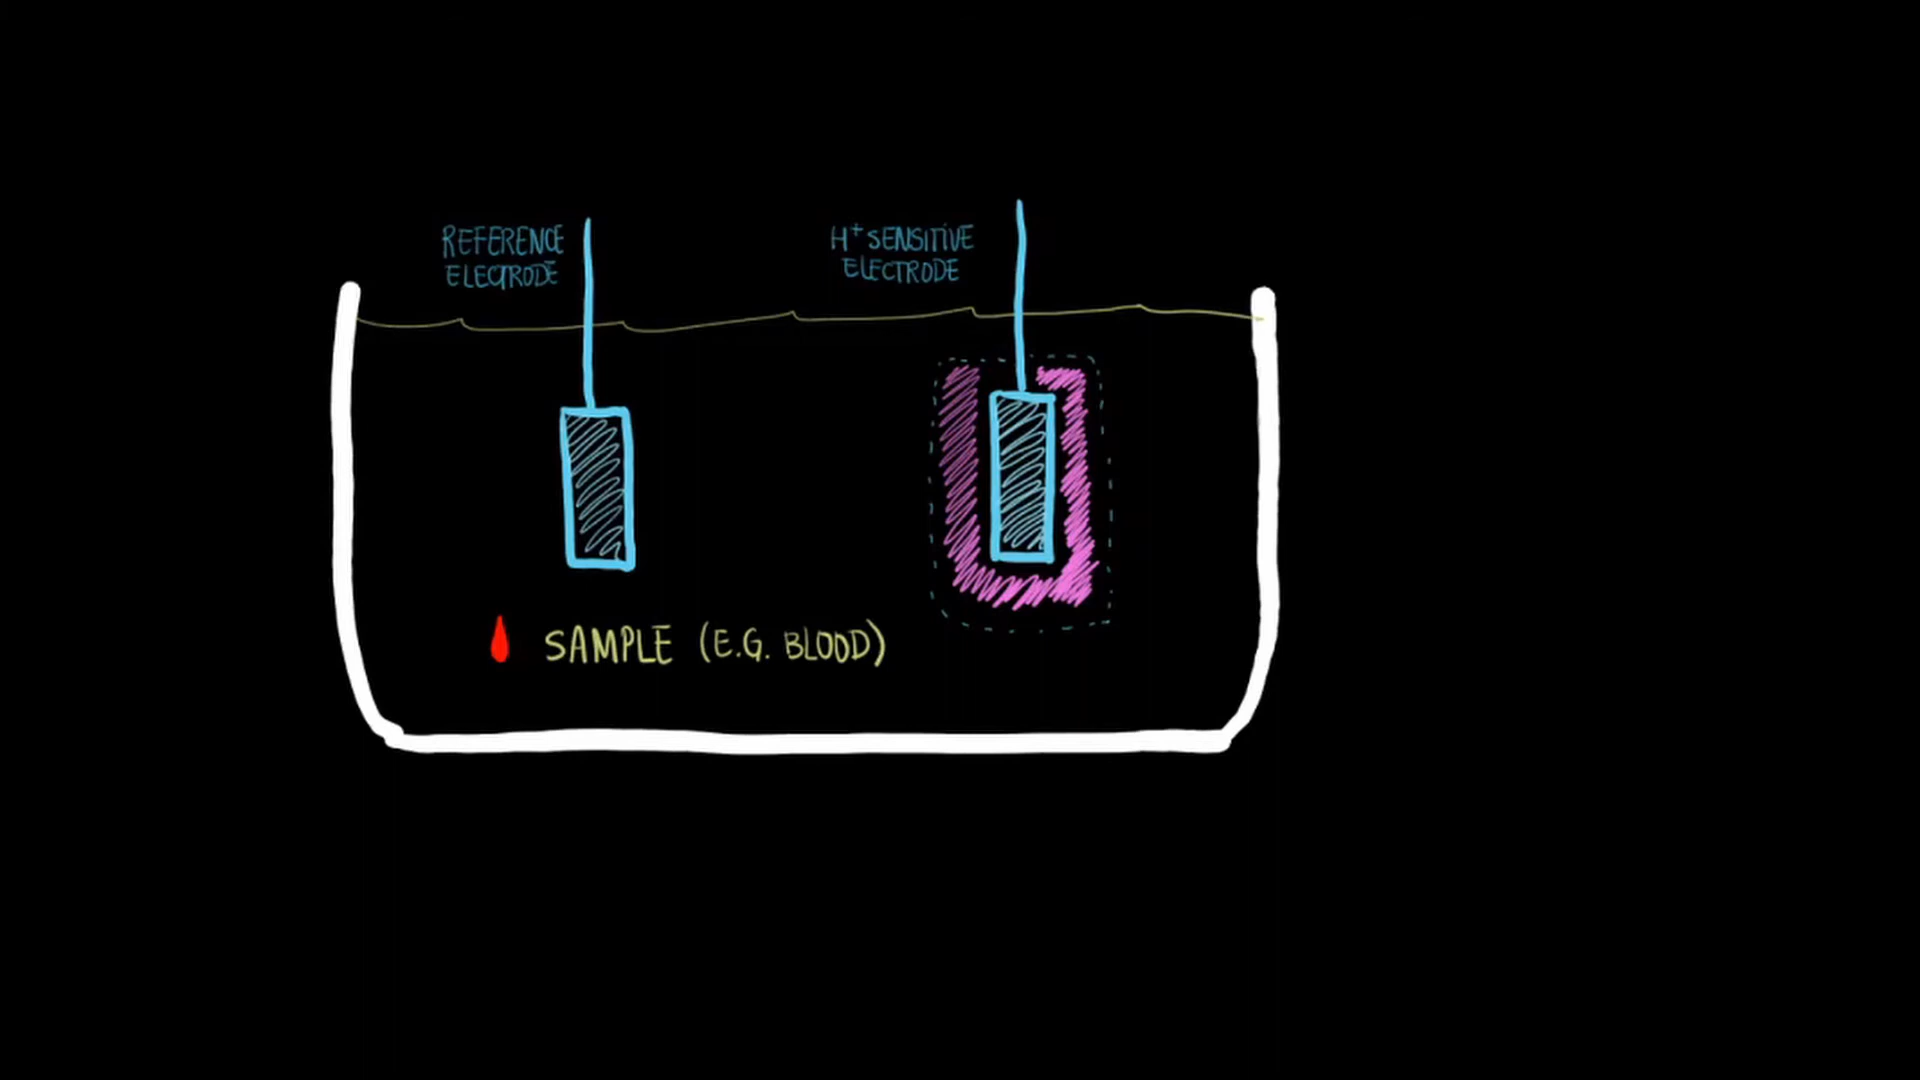 REFERENCE
ELECTRODE
H⁺ SENSITIVE
ELECTRODE
SAMPLE (E.G. BLOOD)